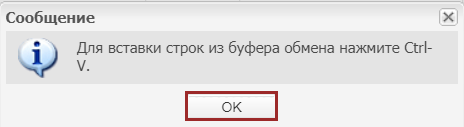 Сообщение
Для вставки строк из буфера обмена нажмите Ctrl-
V.
OK